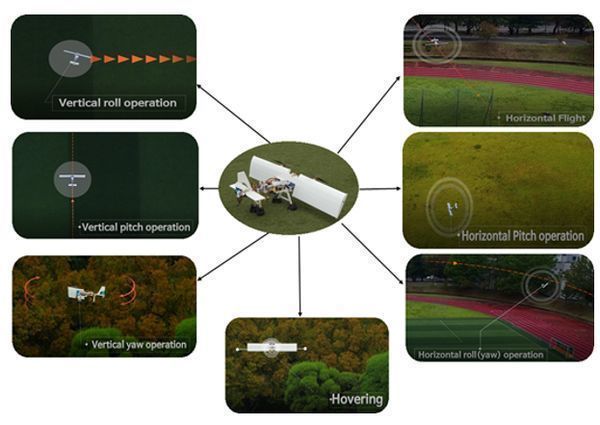 Vertical roll operation
Horizontal Flight
•Vertical pitch operation
•Horizontal Pitch operation
Vertical yaw operation
Horizontal roll(yaw) operation
•Hovering